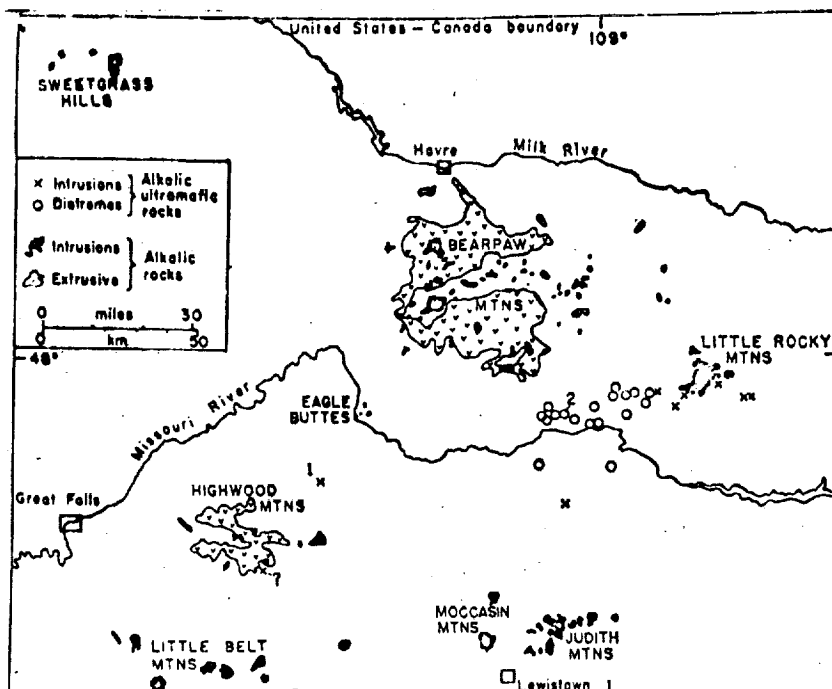 United States — Canada boundary
109°
SWEETGRASS
HILLS
Havre
Milk River
x Intrusions
o Diatremes
Alkalic
ultramafic
rocks
Intrusions
Extrusive
Alkalic
rocks
0 miles 30
0 km 50
48°
BEARPAW
MTNS
LITTLE ROCKY
MTNS
Missouri River
EAGLE
BUTTES
2
1
Great Falls
HIGHWOOD
MTNS
?
MOCCASIN
MTNS
JUDITH
MTNS
LITTLE BELT
MTNS
Lewistown